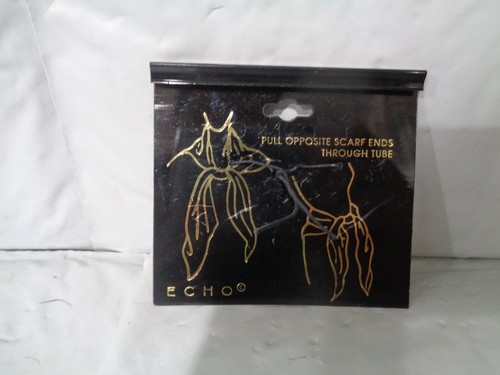 PULL OPPOSITE SCARF ENDS
THROUGH TUBE
ECHO®